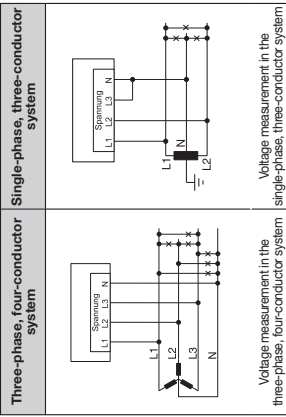 Three-phase, four-conductor
system
Single-phase, three-conductor
system
Spannung
L1 L2 L3 N
L1
L2
L3
N
Spannung
L1 L2 L3 N
L1
N
L2
Voltage measurement in the
three-phase, four-conductor system
Voltage measurement in the
single-phase, three-conductor system